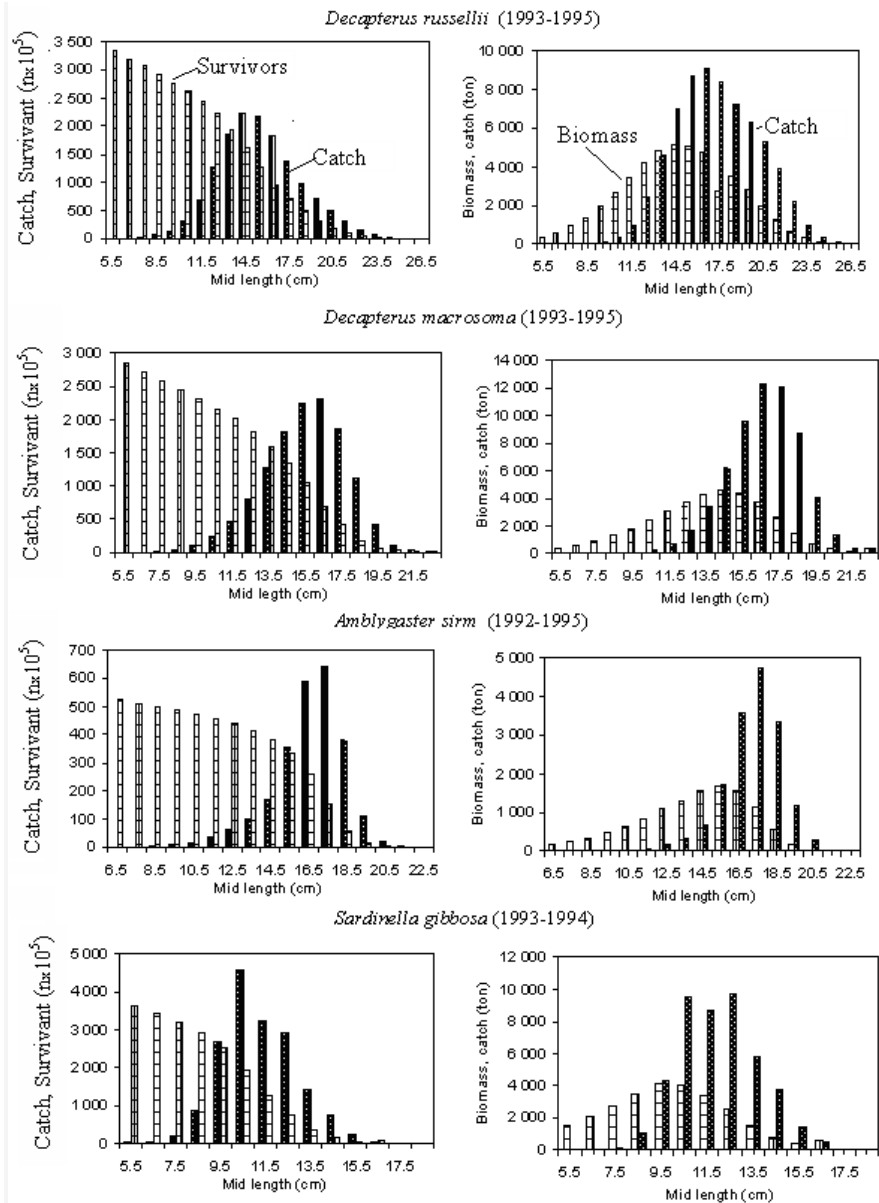 Decapterus russellii (1993-1995)
Catch, Survivant (nx10⁵)
3 500
3 000
2 500
2 000
1 500
1 000
500
0
Survivors
Catch
5.5 8.5 11.5 14.5 17.5 20.5 23.5 26.5
Mid length (cm)
Biomass, catch (ton)
10 000
8 000
6 000
4 000
2 000
0
Biomass
Catch
5.5 8.5 11.5 14.5 17.5 20.5 23.5 26.5
Mid length (cm)
Decapterus macrosoma (1993-1995)
Catch, Survivant (nx10⁵)
3 000
2 500
2 000
1 500
1 000
500
0
5.5 7.5 9.5 11.5 13.5 15.5 17.5 19.5 21.5
Mid legth (cm)
Biomass, catch (ton)
14 000
12 000
10 000
8 000
6 000
4 000
2 000
0
5.5 7.5 9.5 11.5 13.5 15.5 17.5 19.5 21.5
Mid length (cm)
Amblygaster sirm (1992-1995)
Catch, Survivant (nx10⁵)
700
600
500
400
300
200
100
0
6.5 8.5 10.5 12.5 14.5 16.5 18.5 20.5 22.5
Mid length (cm)
Biomass, catch (ton)
5 000
4 000
3 000
2 000
1 000
0
6.5 8.5 10.5 12.5 14.5 16.5 18.5 20.5 22.5
Mid length (cm)
Sardinella gibbosa (1993-1994)
Catch, Survivant (nx10⁵)
5 000
4 000
3 000
2 000
1000
0
5.5 7.5 9.5 11.5 13.5 15.5 17.5
Mid length (cm)
Biomass, catch (ton)
12 000
10 000
8 000
6 000
4 000
2 000
0
5.5 7.5 9.5 11.5 13.5 15.5 17.5
Mid length (cm)